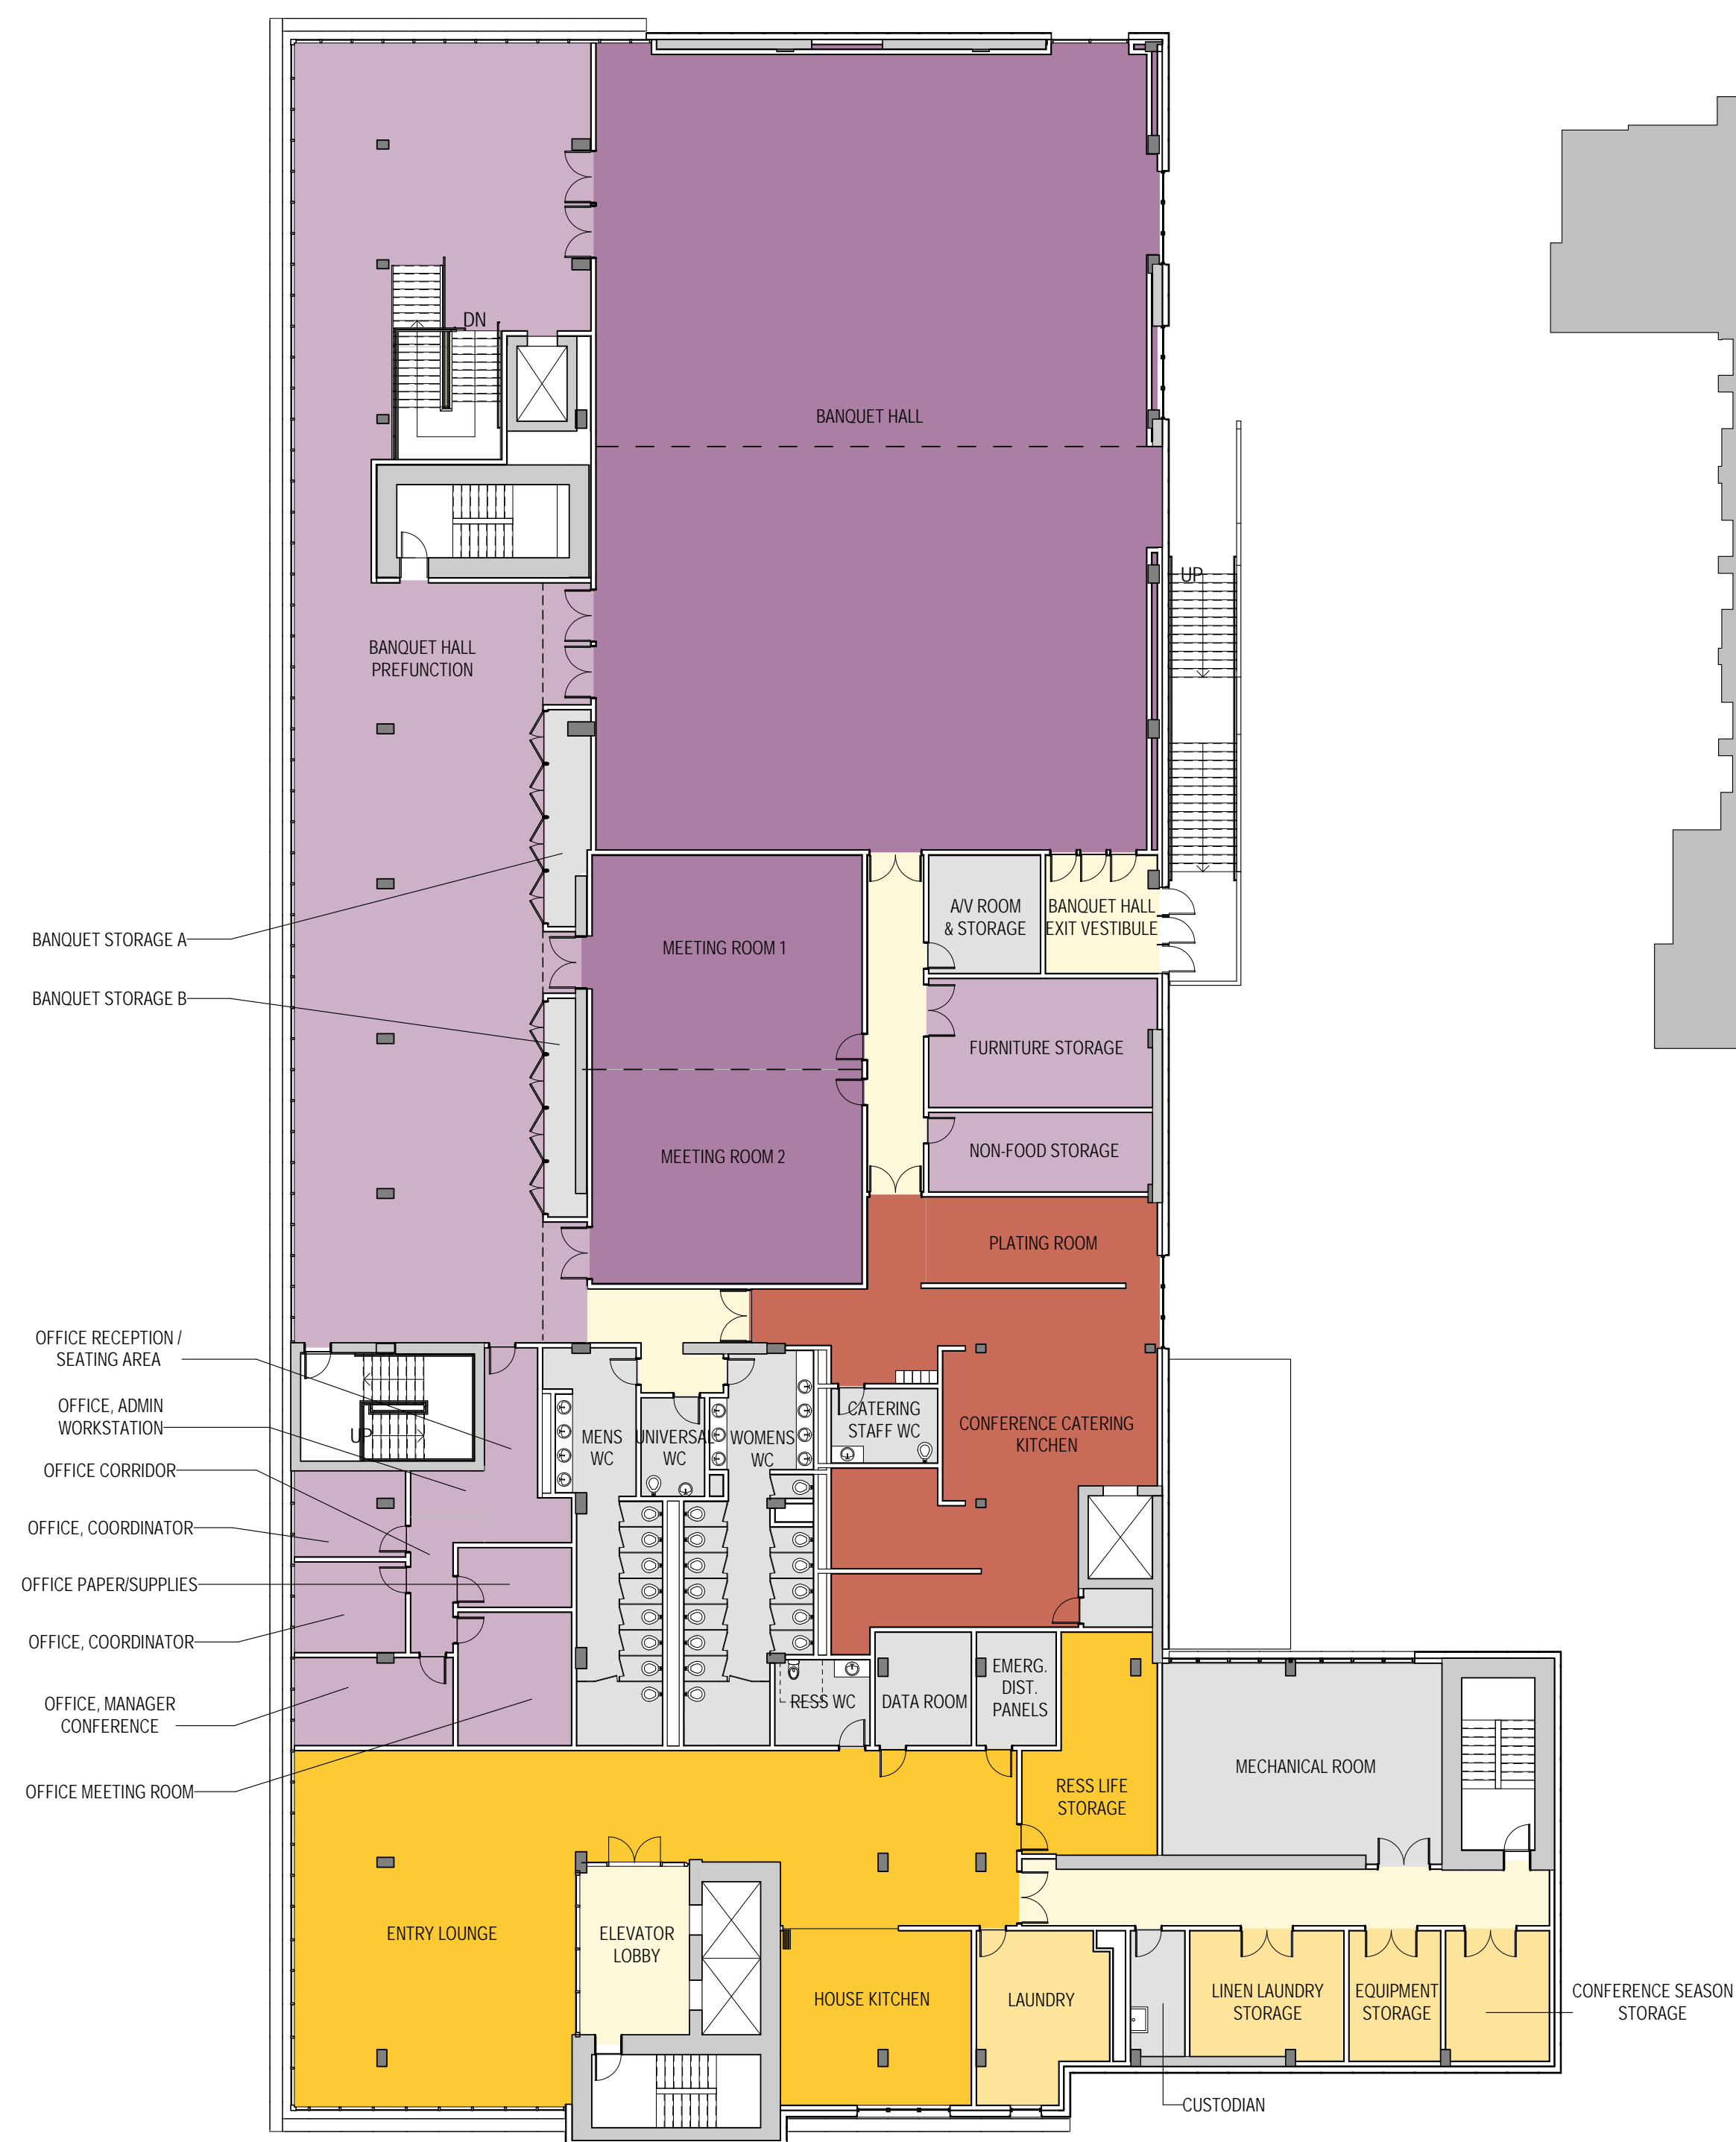 DN
BANQUET HALL
UP
BANQUET HALL
PREFUNCTION
A/V ROOM
& STORAGE
BANQUET HALL
EXIT VESTIBULE
BANQUET STORAGE A
MEETING ROOM 1
BANQUET STORAGE B
FURNITURE STORAGE
NON-FOOD STORAGE
MEETING ROOM 2
PLATING ROOM
OFFICE RECEPTION /
SEATING AREA
OFFICE, ADMIN
WORKSTATION
UP
MENS
WC
UNIVERSAL
WC
WOMENS
WC
CATERING
STAFF WC
CONFERENCE CATERING
KITCHEN
OFFICE CORRIDOR
OFFICE, COORDINATOR
OFFICE PAPER/SUPPLIES
OFFICE, COORDINATOR
OFFICE, MANAGER
CONFERENCE
RESS WC
DATA ROOM
EMERG.
DIST.
PANELS
OFFICE MEETING ROOM
RESS LIFE
STORAGE
MECHANICAL ROOM
ENTRY LOUNGE
ELEVATOR
LOBBY
HOUSE KITCHEN
LAUNDRY
LINEN LAUNDRY
STORAGE
EQUIPMENT
STORAGE
CONFERENCE SEASON
STORAGE
CUSTODIAN